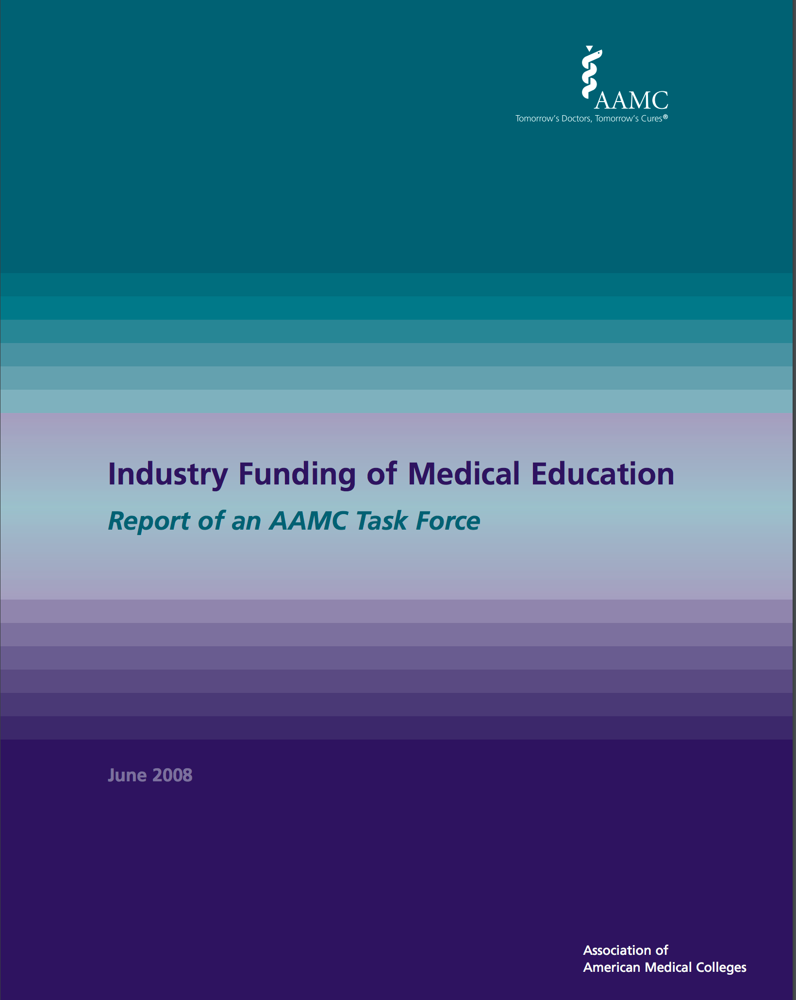 AAMC
Tomorrow's Doctors, Tomorrow's Cures®
Industry Funding of Medical Education
Report of an AAMC Task Force
June 2008
Association of
American Medical Colleges